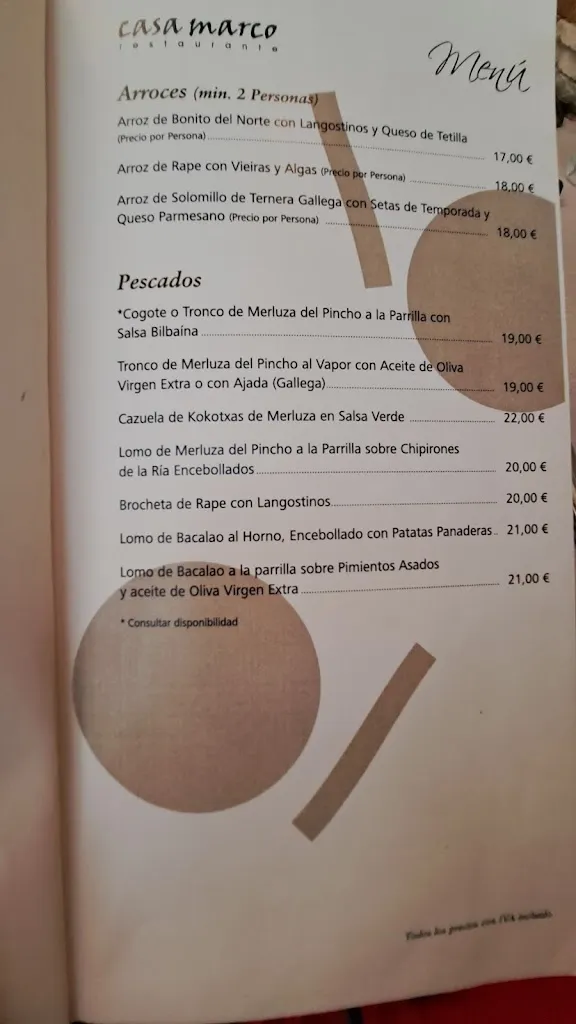 casa marco
restaurante
Menú
Arroces (min. 2 Personas)
Arroz de Bonito del Norte con Langostinos y Queso de Tetilla
(Precio por Persona) 17,00 €
Arroz de Rape con Vieiras y Algas (Precio por Persona) 18,00 €
Arroz de Solomillo de Ternera Gallega con Setas de Temporada y
Queso Parmesano (Precio por Persona) 18,00 €
Pescados
*Cogote o Tronco de Merluza del Pincho a la Parrilla con
Salsa Bilbaína 19,00 €
Tronco de Merluza del Pincho al Vapor con Aceite de Oliva
Virgen Extra o con Ajada (Gallega) 19,00 €
Cazuela de Kokotxas de Merluza en Salsa Verde 22,00 €
Lomo de Merluza del Pincho a la Parrilla sobre Chipirones
de la Ría Encebollados 20,00 €
Brocheta de Rape con Langostinos 20,00 €
Lomo de Bacalao al Horno, Encebollado con Patatas Panaderas 21,00 €
Lomo de Bacalao a la parrilla sobre Pimientos Asados
y aceite de Oliva Virgen Extra 21,00 €
* Consultar disponibilidad
Todos los precios con IVA incluido